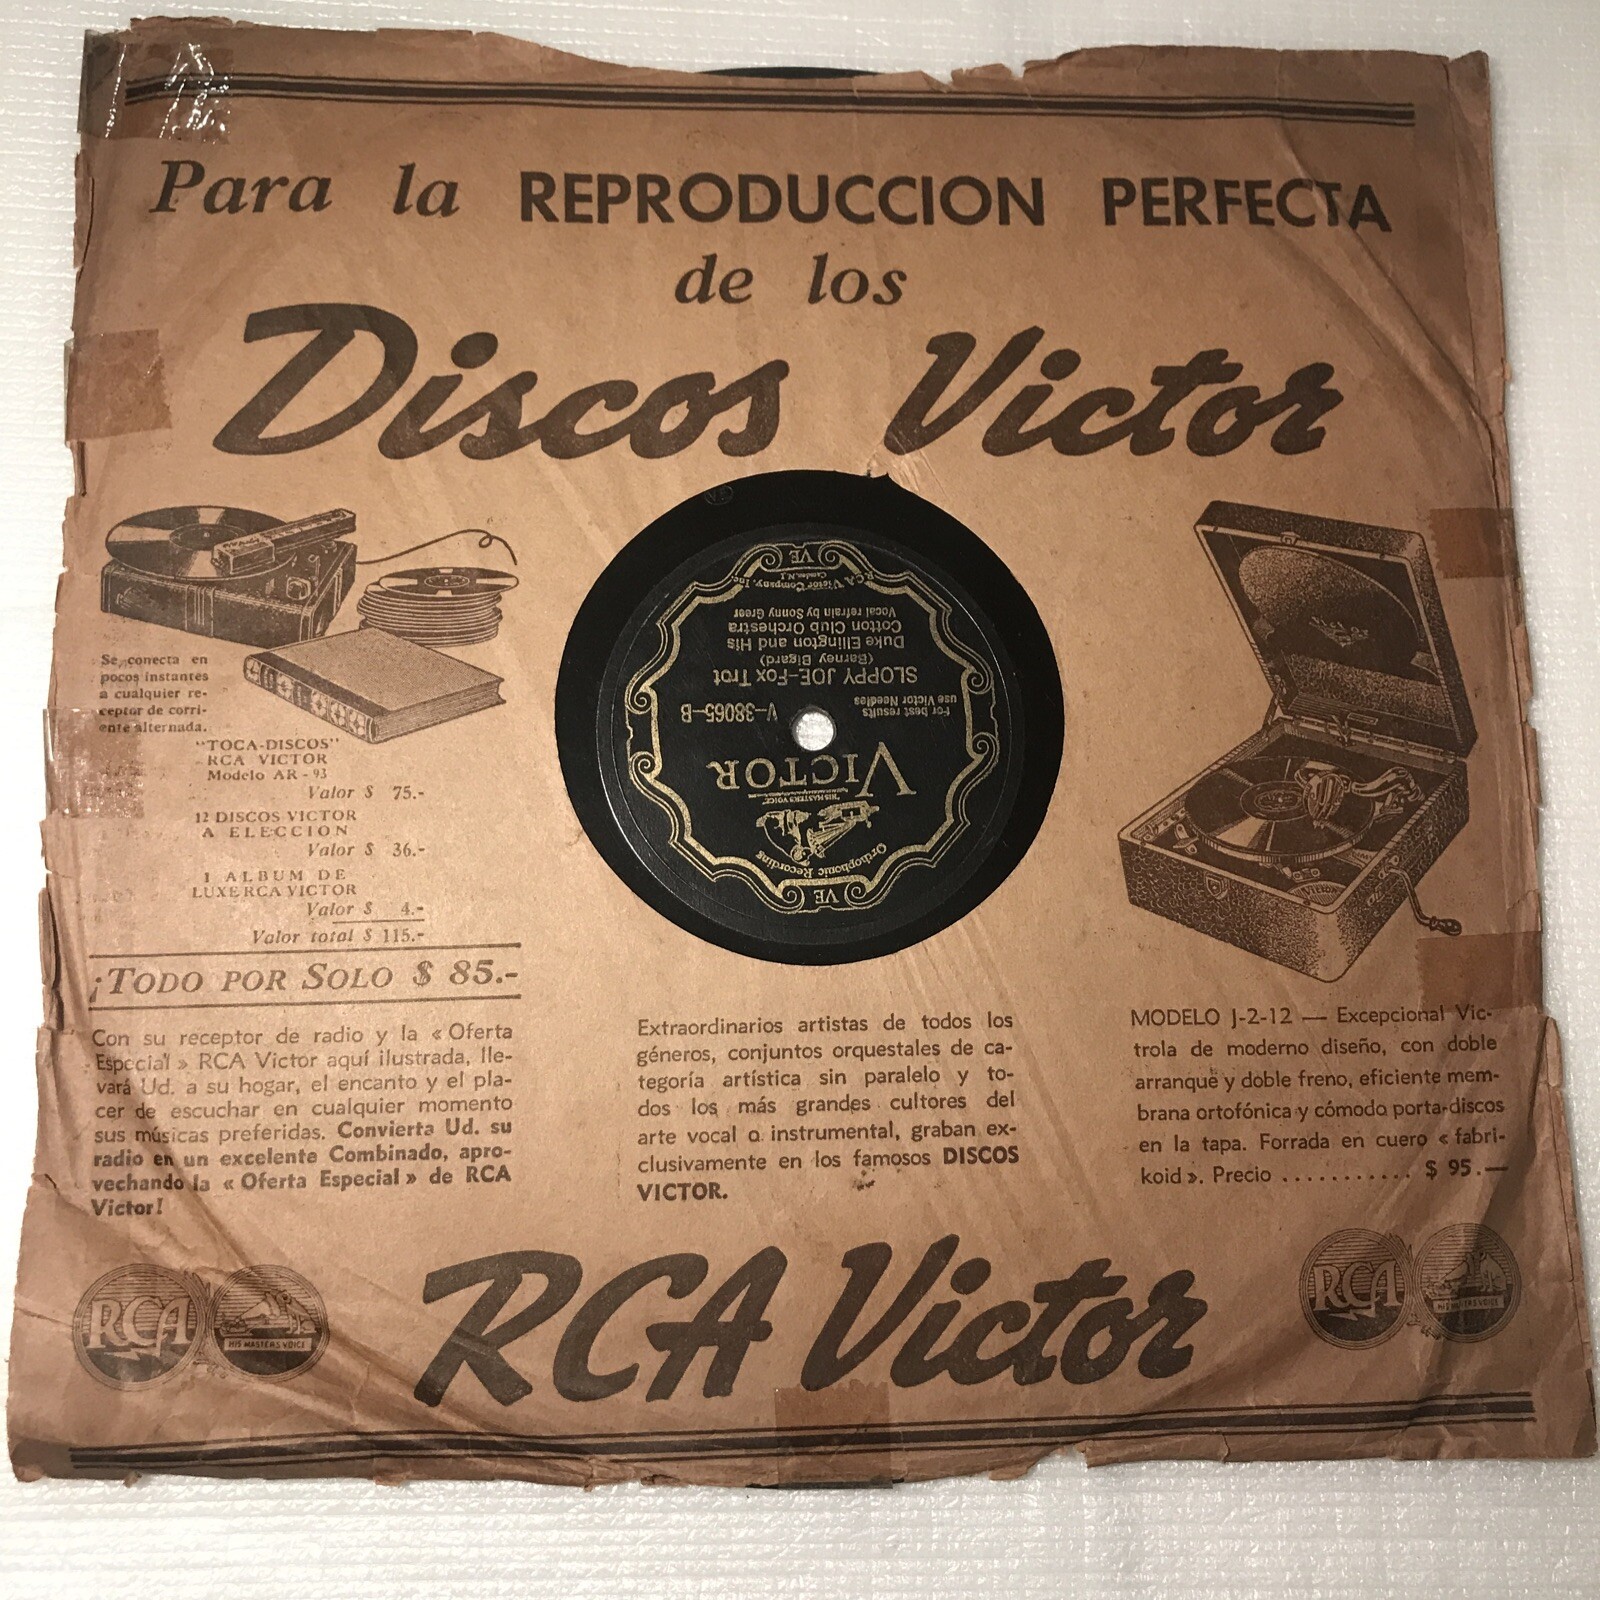 Para la REPRODUCCION PERFECTA
de los
Discos Victor
Se conecta en
pocos instantes
a cualquier re-
ceptor de corri-
ente alternada.
"TOCA-DISCOS"
RCA VICTOR
Modelo AR - 93
Valor $ 75.-
12 DISCOS VICTOR
A ELECCION
Valor $ 36.-
1 ALBUM DE
LUXE RCA VICTOR
Valor $ 4.-
Valor total $ 115.-
¡TODO POR SOLO $ 85.-
Con su receptor de radio y la « Oferta
Especial » RCA Victor aquí ilustrada, lle-
vará Ud. a su hogar, el encanto y el pla-
cer de escuchar en cualquier momento
sus músicas preferidas. Convierta Ud. su
radio en un excelente Combinado, apro-
vechando la « Oferta Especial » de RCA
Victor!
VE
Orthophonic Recording
"HIS MASTER'S VOICE"
VICTOR
For best results
use Victor Needles
V-38065-B
SLOPPY JOE-Fox Trot
(Barney Bigard)
Duke Ellington and His
Cotton Club Orchestra
Vocal refrain by Sonny Greer
RCA Victor Company, Inc.
Camden, N.J.
VE
Extraordinarios artistas de todos los
géneros, conjuntos orquestales de ca-
tegoría artística sin paralelo y to-
dos los más grandes cultores del
arte vocal o instrumental, graban ex-
clusivamente en los famosos DISCOS
VICTOR.
MODELO J-2-12 — Excepcional Vic-
trola de moderno diseño, con doble
arranque y doble freno, eficiente mem-
brana ortofónica y cómodo porta-discos
en la tapa. Forrada en cuero « fabri-
koid ». Precio ........... $ 95.—
RCA
HIS MASTERS VOICE
RCA Victor
RCA
HIS MASTERS VOICE